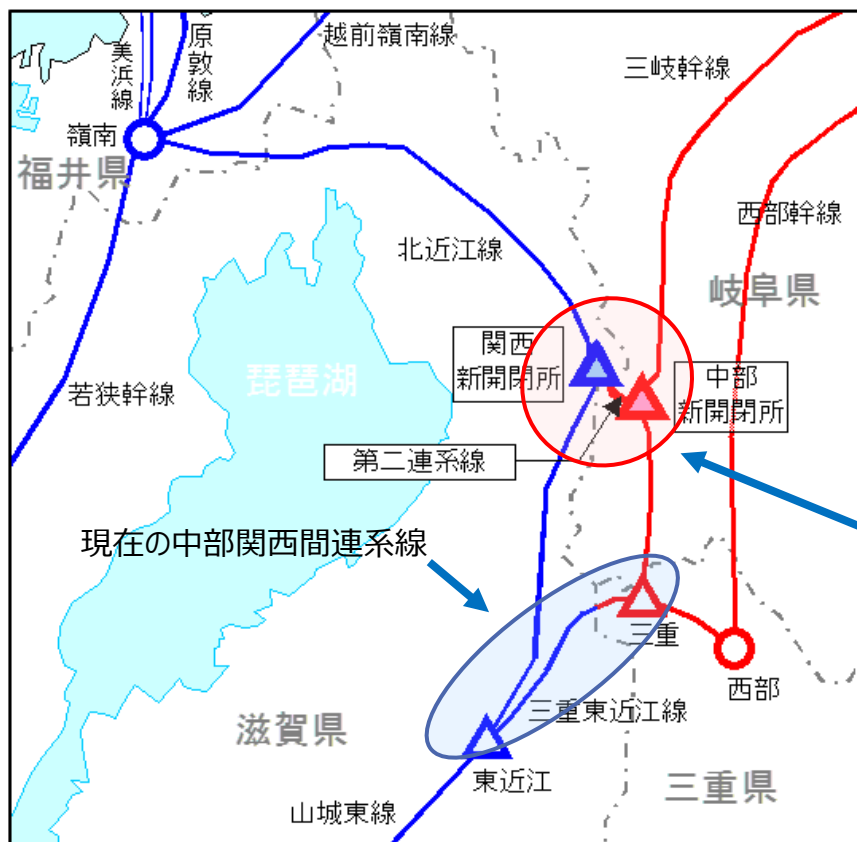 美浜線
原敦線
越前嶺南線
三岐幹線
嶺南
福井県
西部幹線
北近江線
岐阜県
関西
新開閉所
中部
新開閉所
琵琶湖
若狭幹線
第二連系線
現在の中部関西間連系線
三重
西部
三重東近江線
滋賀県
東近江
三重県
山城東線